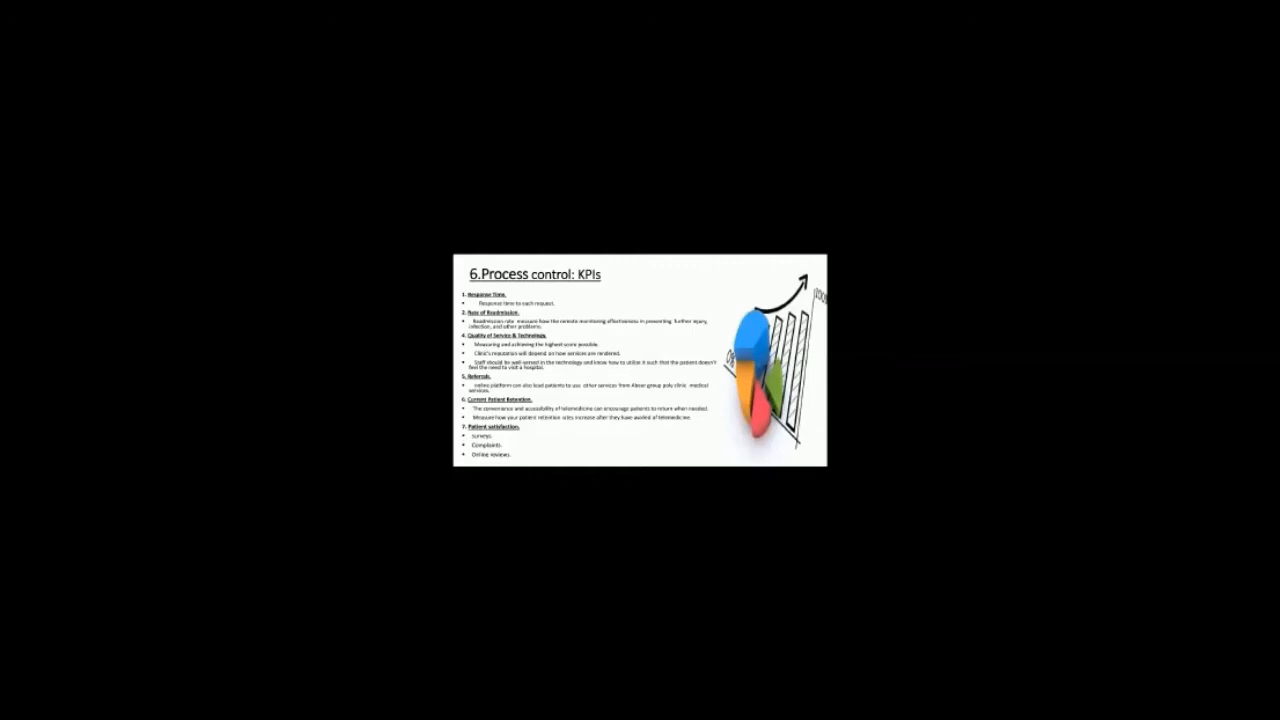 6.Process control: KPIs
1. Response Time.
• Response time to each request.
2. Rate of Readmission.
• Readmission rate measure how the remote monitoring effectiveness in preventing further injury,
infection, and other problems.
4. Quality of Service & Technology.
• Measuring and achieving the highest score possible.
• Clinic's reputation will depend on how services are rendered.
• Staff should be well-versed in the technology and know how to utilize it such that the patient doesn't
feel the need to visit a hospital.
5. Referrals.
• online platform can also lead patients to use other services from Abeer group poly clinic medical
services.
6. Current Patient Retention.
• The convenience and accessibility of telemedicine can encourage patients to return when needed.
• Measure how your patient retention rates increase after they have availed of telemedicine.
7. Patient satisfaction.
• surveys.
• Complaints.
• Online reviews.
0%